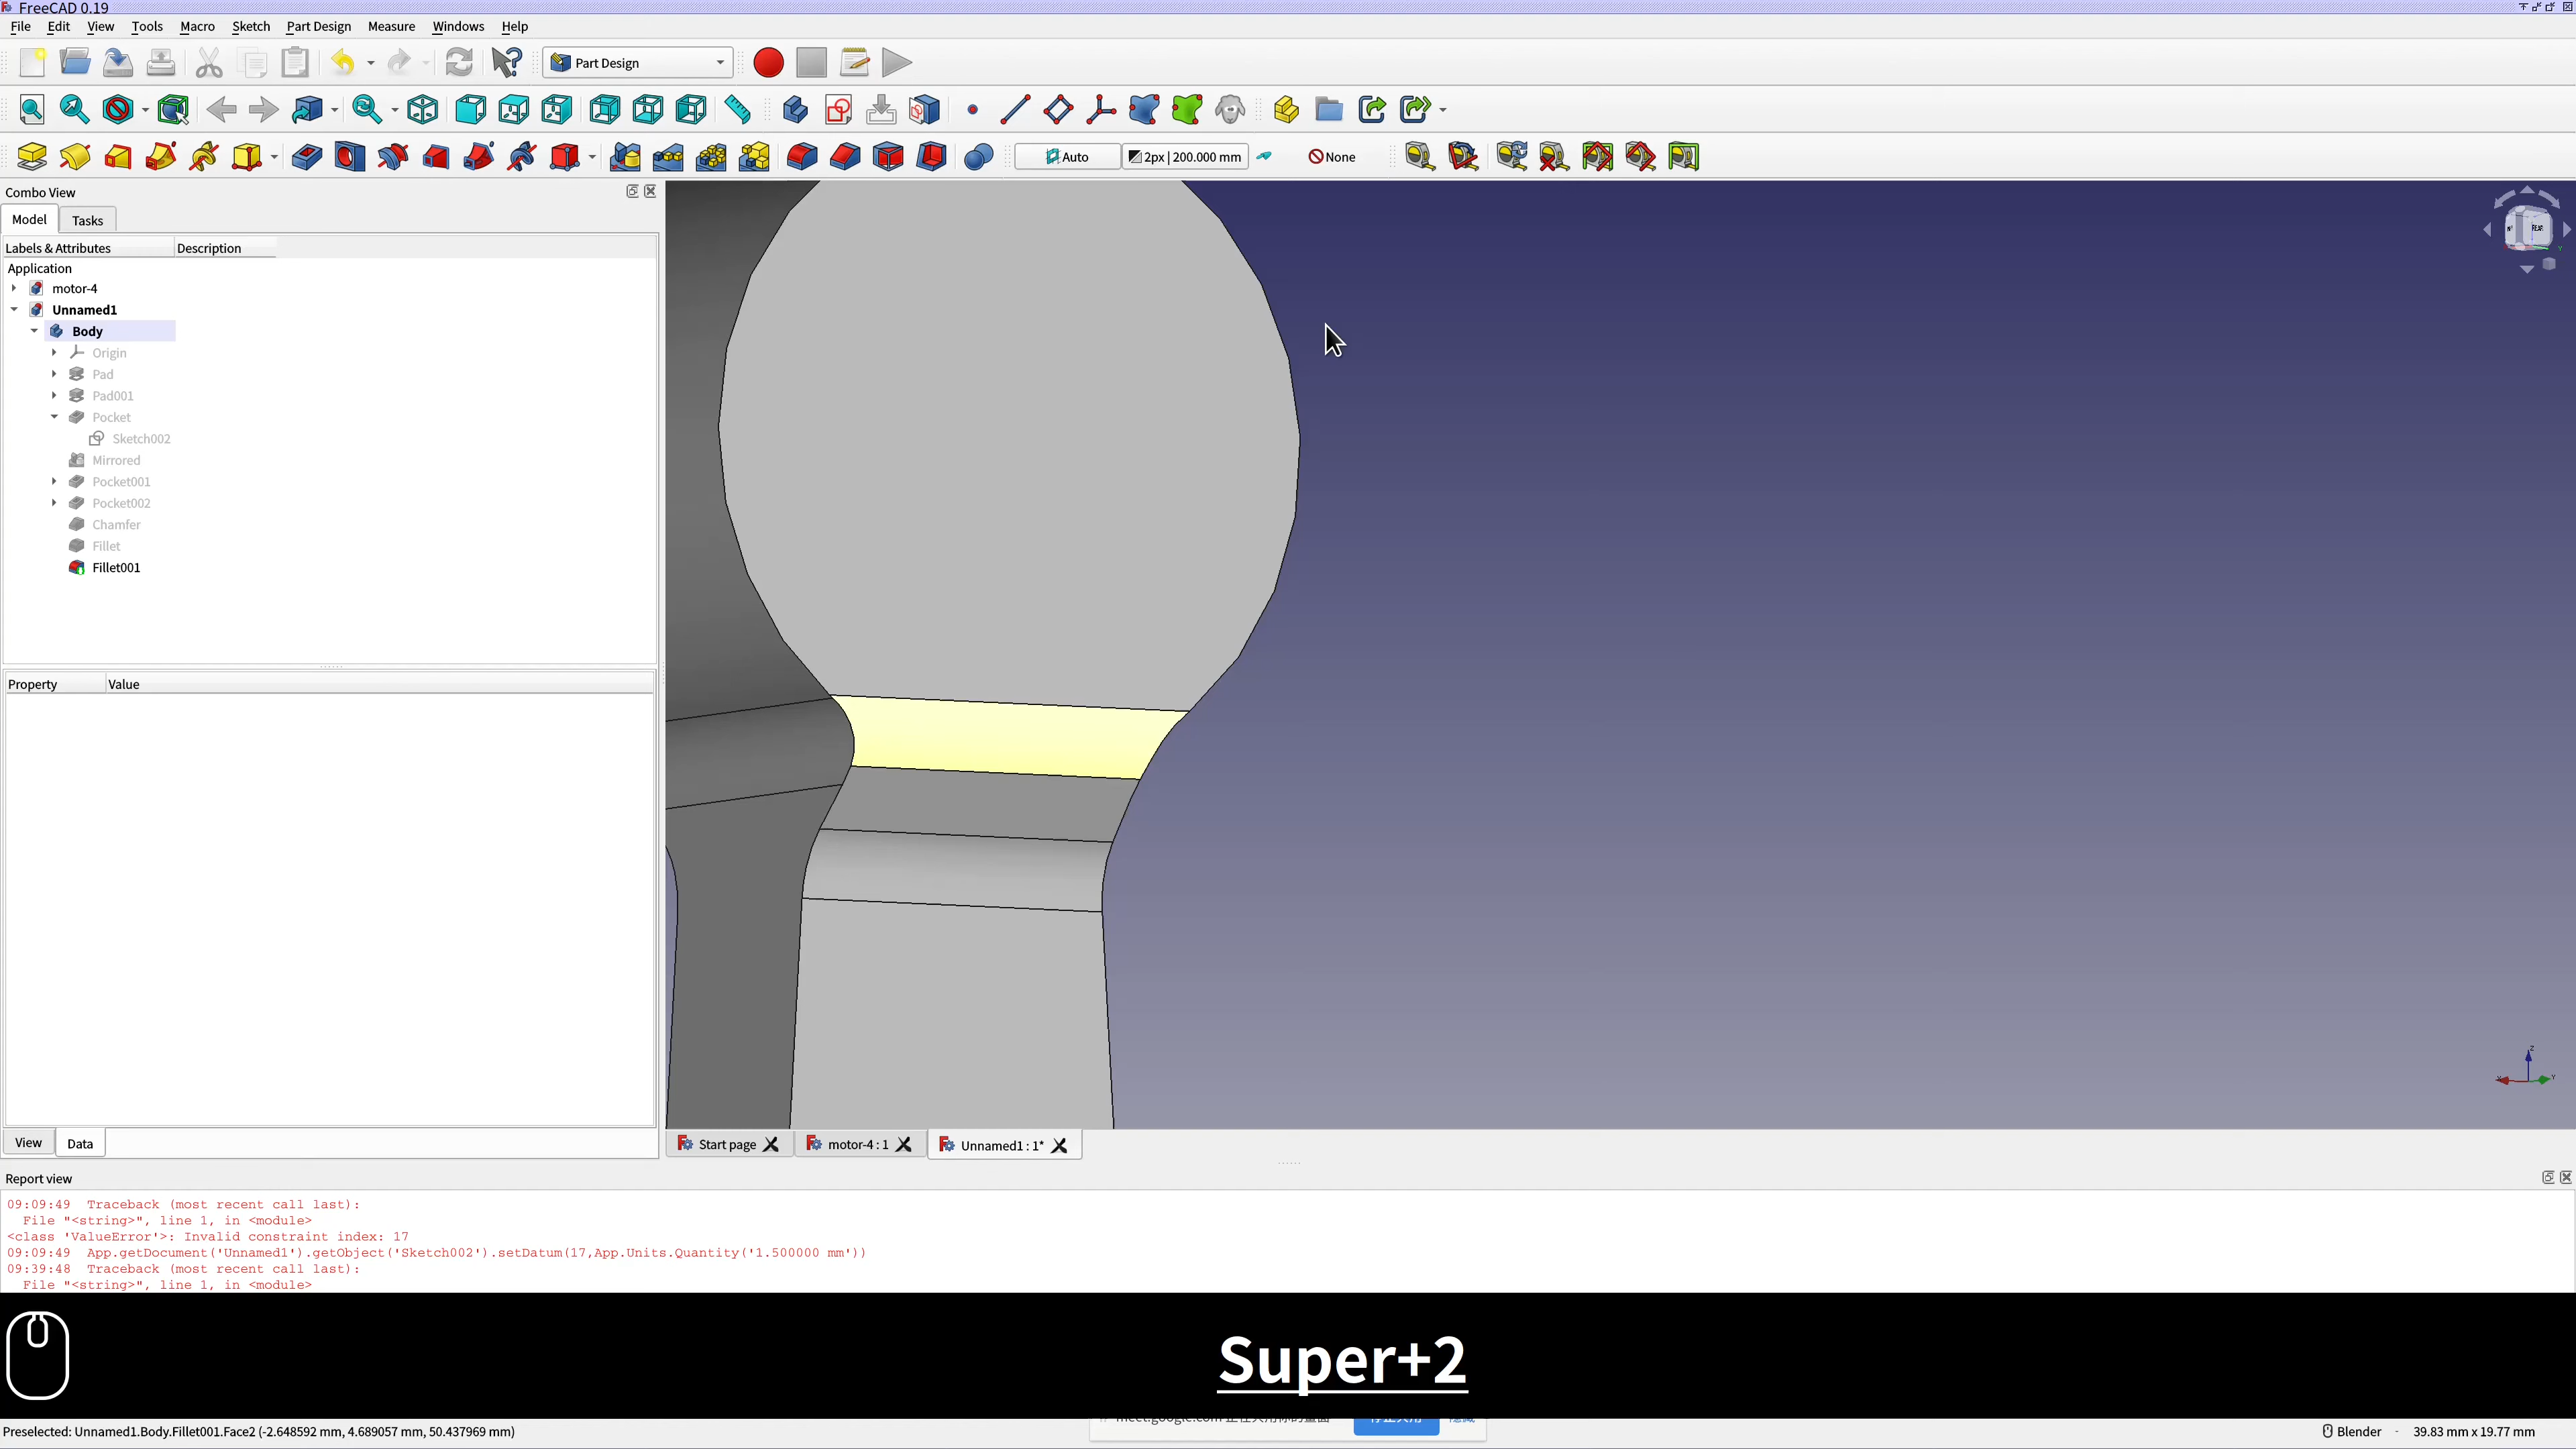 FreeCAD 0.19
File Edit View Tools Macro Sketch Part Design Measure Windows Help
Part Design
Auto 2px | 200.000 mm None
Combo View
Model Tasks
Labels & Attributes Description
Application
motor-4
Unnamed1
Body
Origin
Pad
Pad001
Pocket
Sketch002
Mirrored
Pocket001
Pocket002
Chamfer
Fillet
Fillet001
REAR
Z
Y
Property Value
View Data
Start page motor-4 : 1 Unnamed1 : 1*
Report view
09:09:49 Traceback (most recent call last):
File "<string>", line 1, in <module>
<class 'ValueError'>: Invalid constraint index: 17
09:09:49 App.getDocument('Unnamed1').getObject('Sketch002').setDatum(17,App.Units.Quantity('1.500000 mm'))
09:39:48 Traceback (most recent call last):
File "<string>", line 1, in <module>
Super+2
Preselected: Unnamed1.Body.Fillet001.Face2 (-2.648592 mm, 4.689057 mm, 50.437969 mm)
Blender - 39.83 mm x 19.77 mm